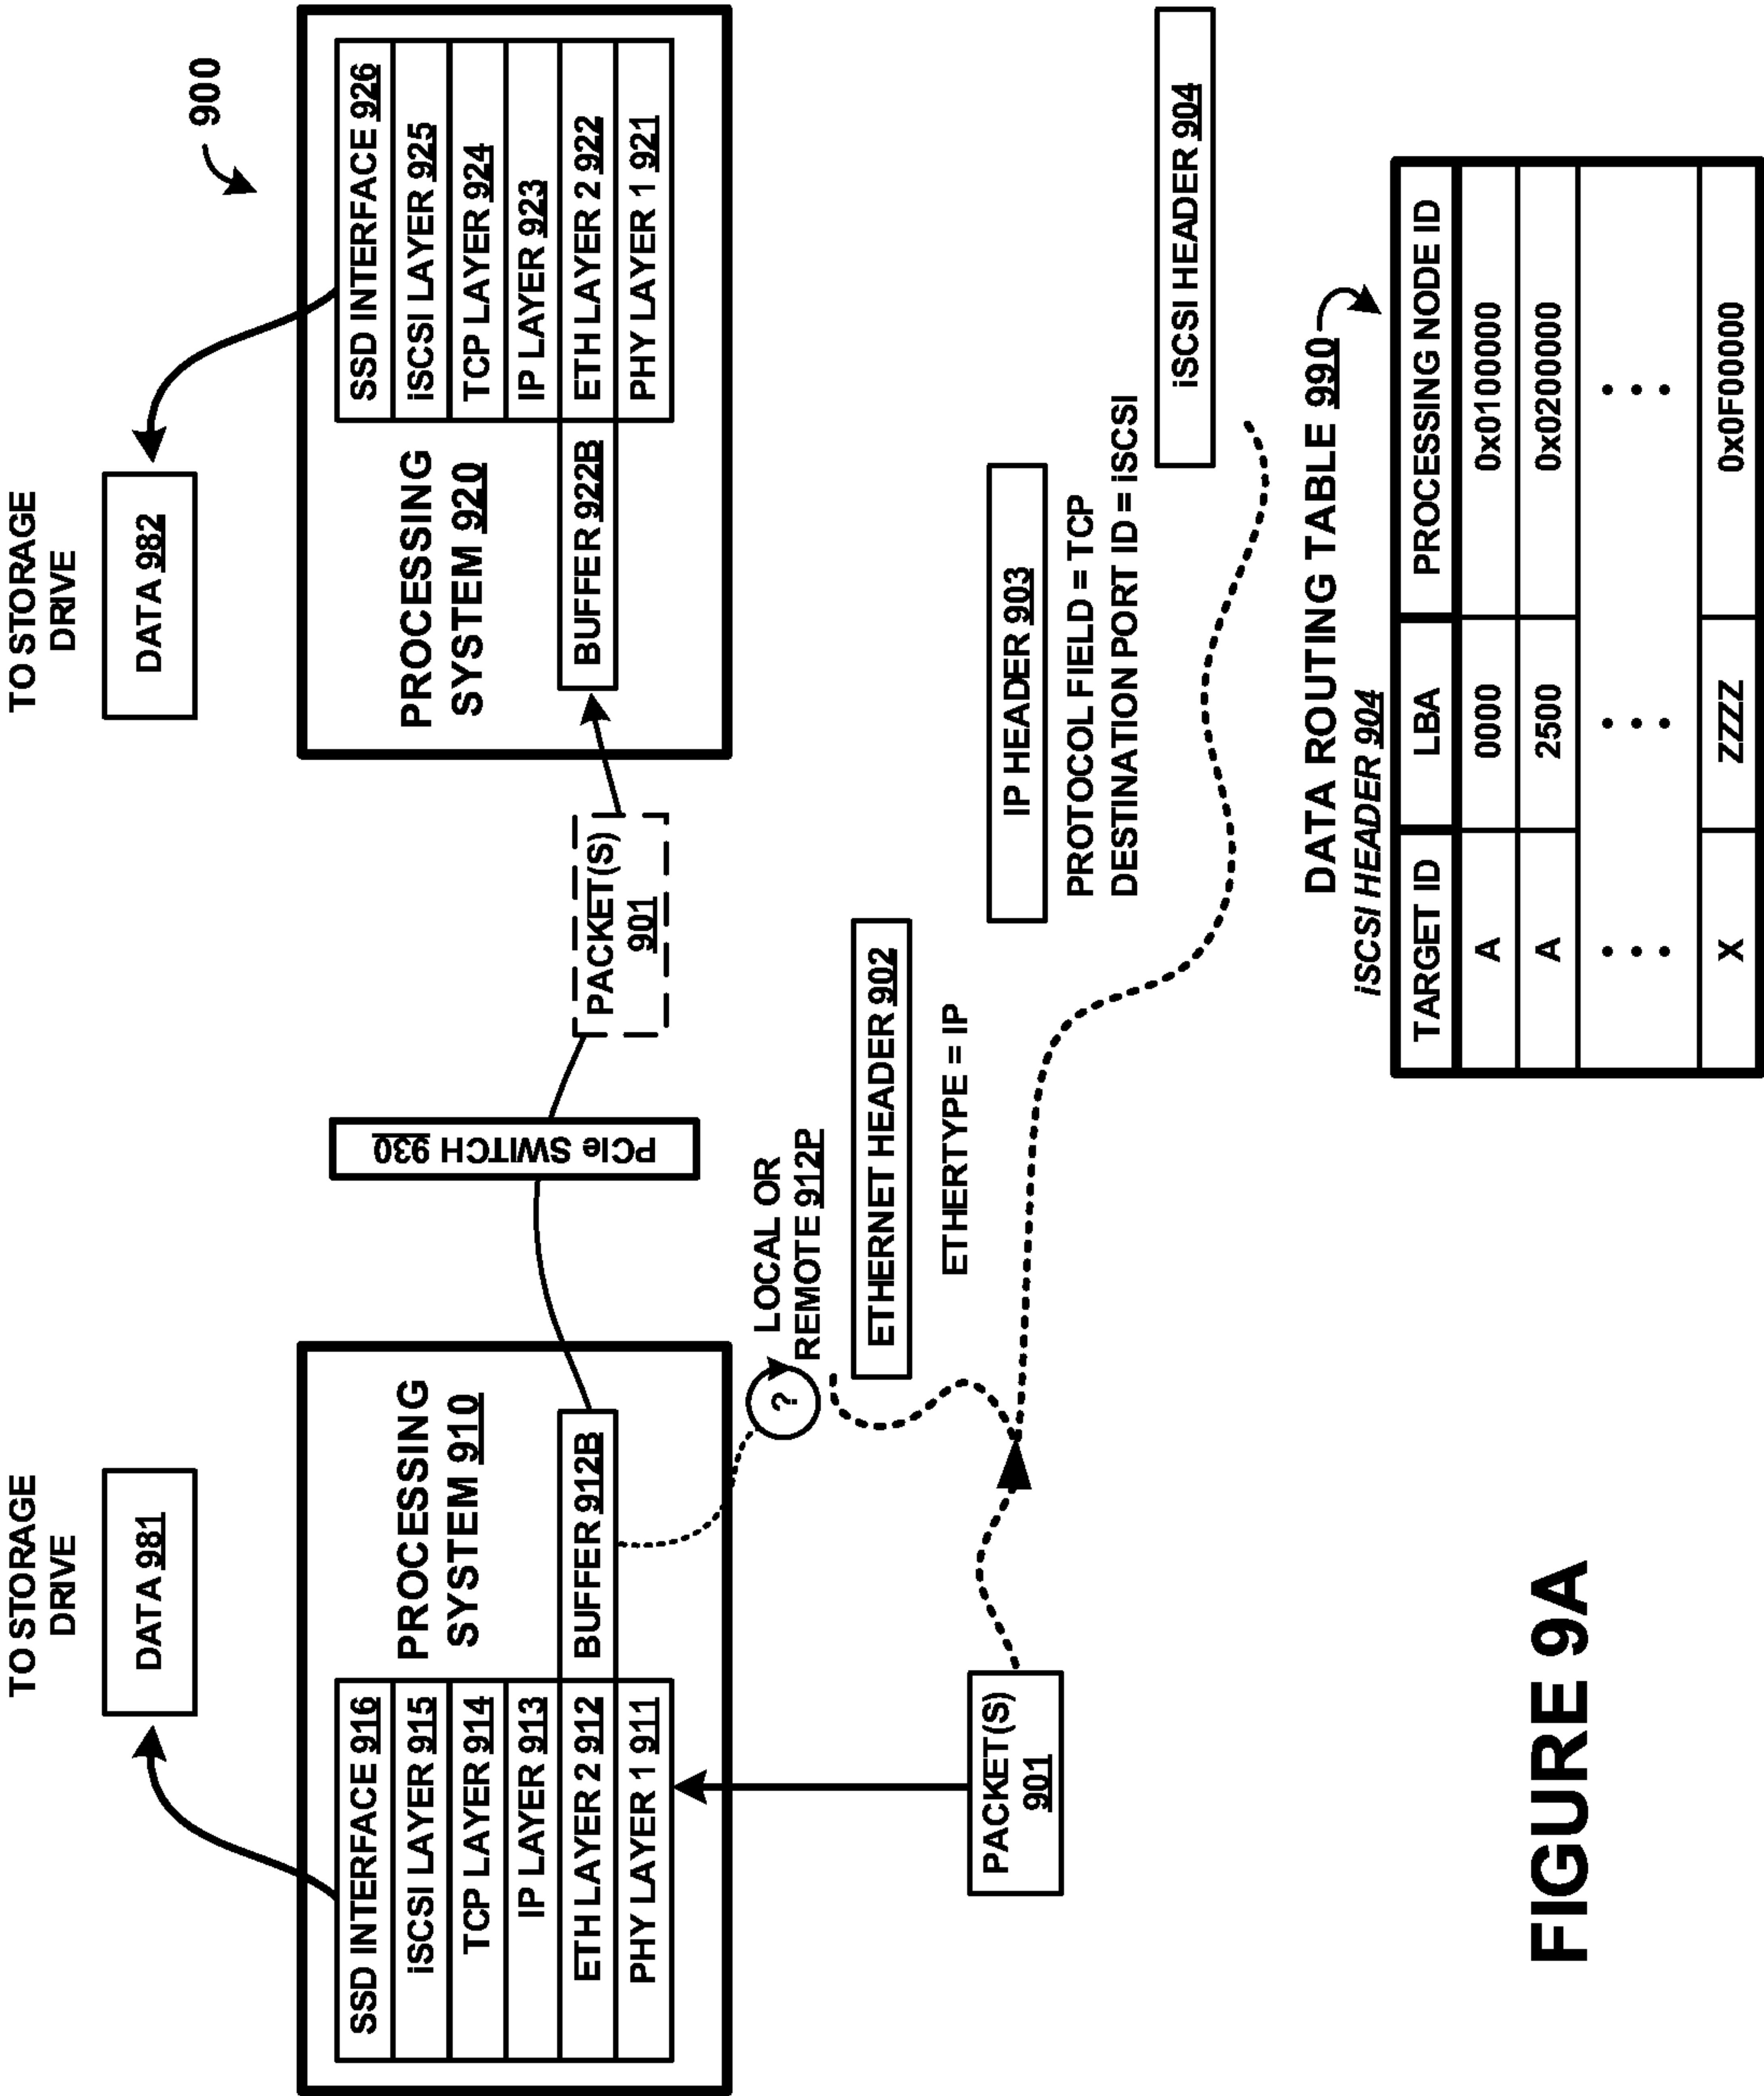 900
TO STORAGE
DRIVE
DATA 981
TO STORAGE
DRIVE
DATA 982
SSD INTERFACE 916
iSCSI LAYER 915
TCP LAYER 914
IP LAYER 913
ETH LAYER 2 912
PHY LAYER 1 911
PROCESSING
SYSTEM 910
BUFFER 912B
PCIe SWITCH 930
PACKET(S)
901
PROCESSING
SYSTEM 920
BUFFER 922B
SSD INTERFACE 926
iSCSI LAYER 925
TCP LAYER 924
IP LAYER 923
ETH LAYER 2 922
PHY LAYER 1 921
?
LOCAL OR
REMOTE 912P
PACKET(S)
901
ETHERNET HEADER 902
ETHERTYPE = IP
IP HEADER 903
PROTOCOL FIELD = TCP
DESTINATION PORT ID = iSCSI
iSCSI HEADER 904
DATA ROUTING TABLE 990
iSCSI HEADER 904
TARGET ID LBA PROCESSING NODE ID
A 0000 0x0100000
A 2500 0x0200000
• • • • • • • • •
X ZZZZ 0x0F00000
FIGURE 9A